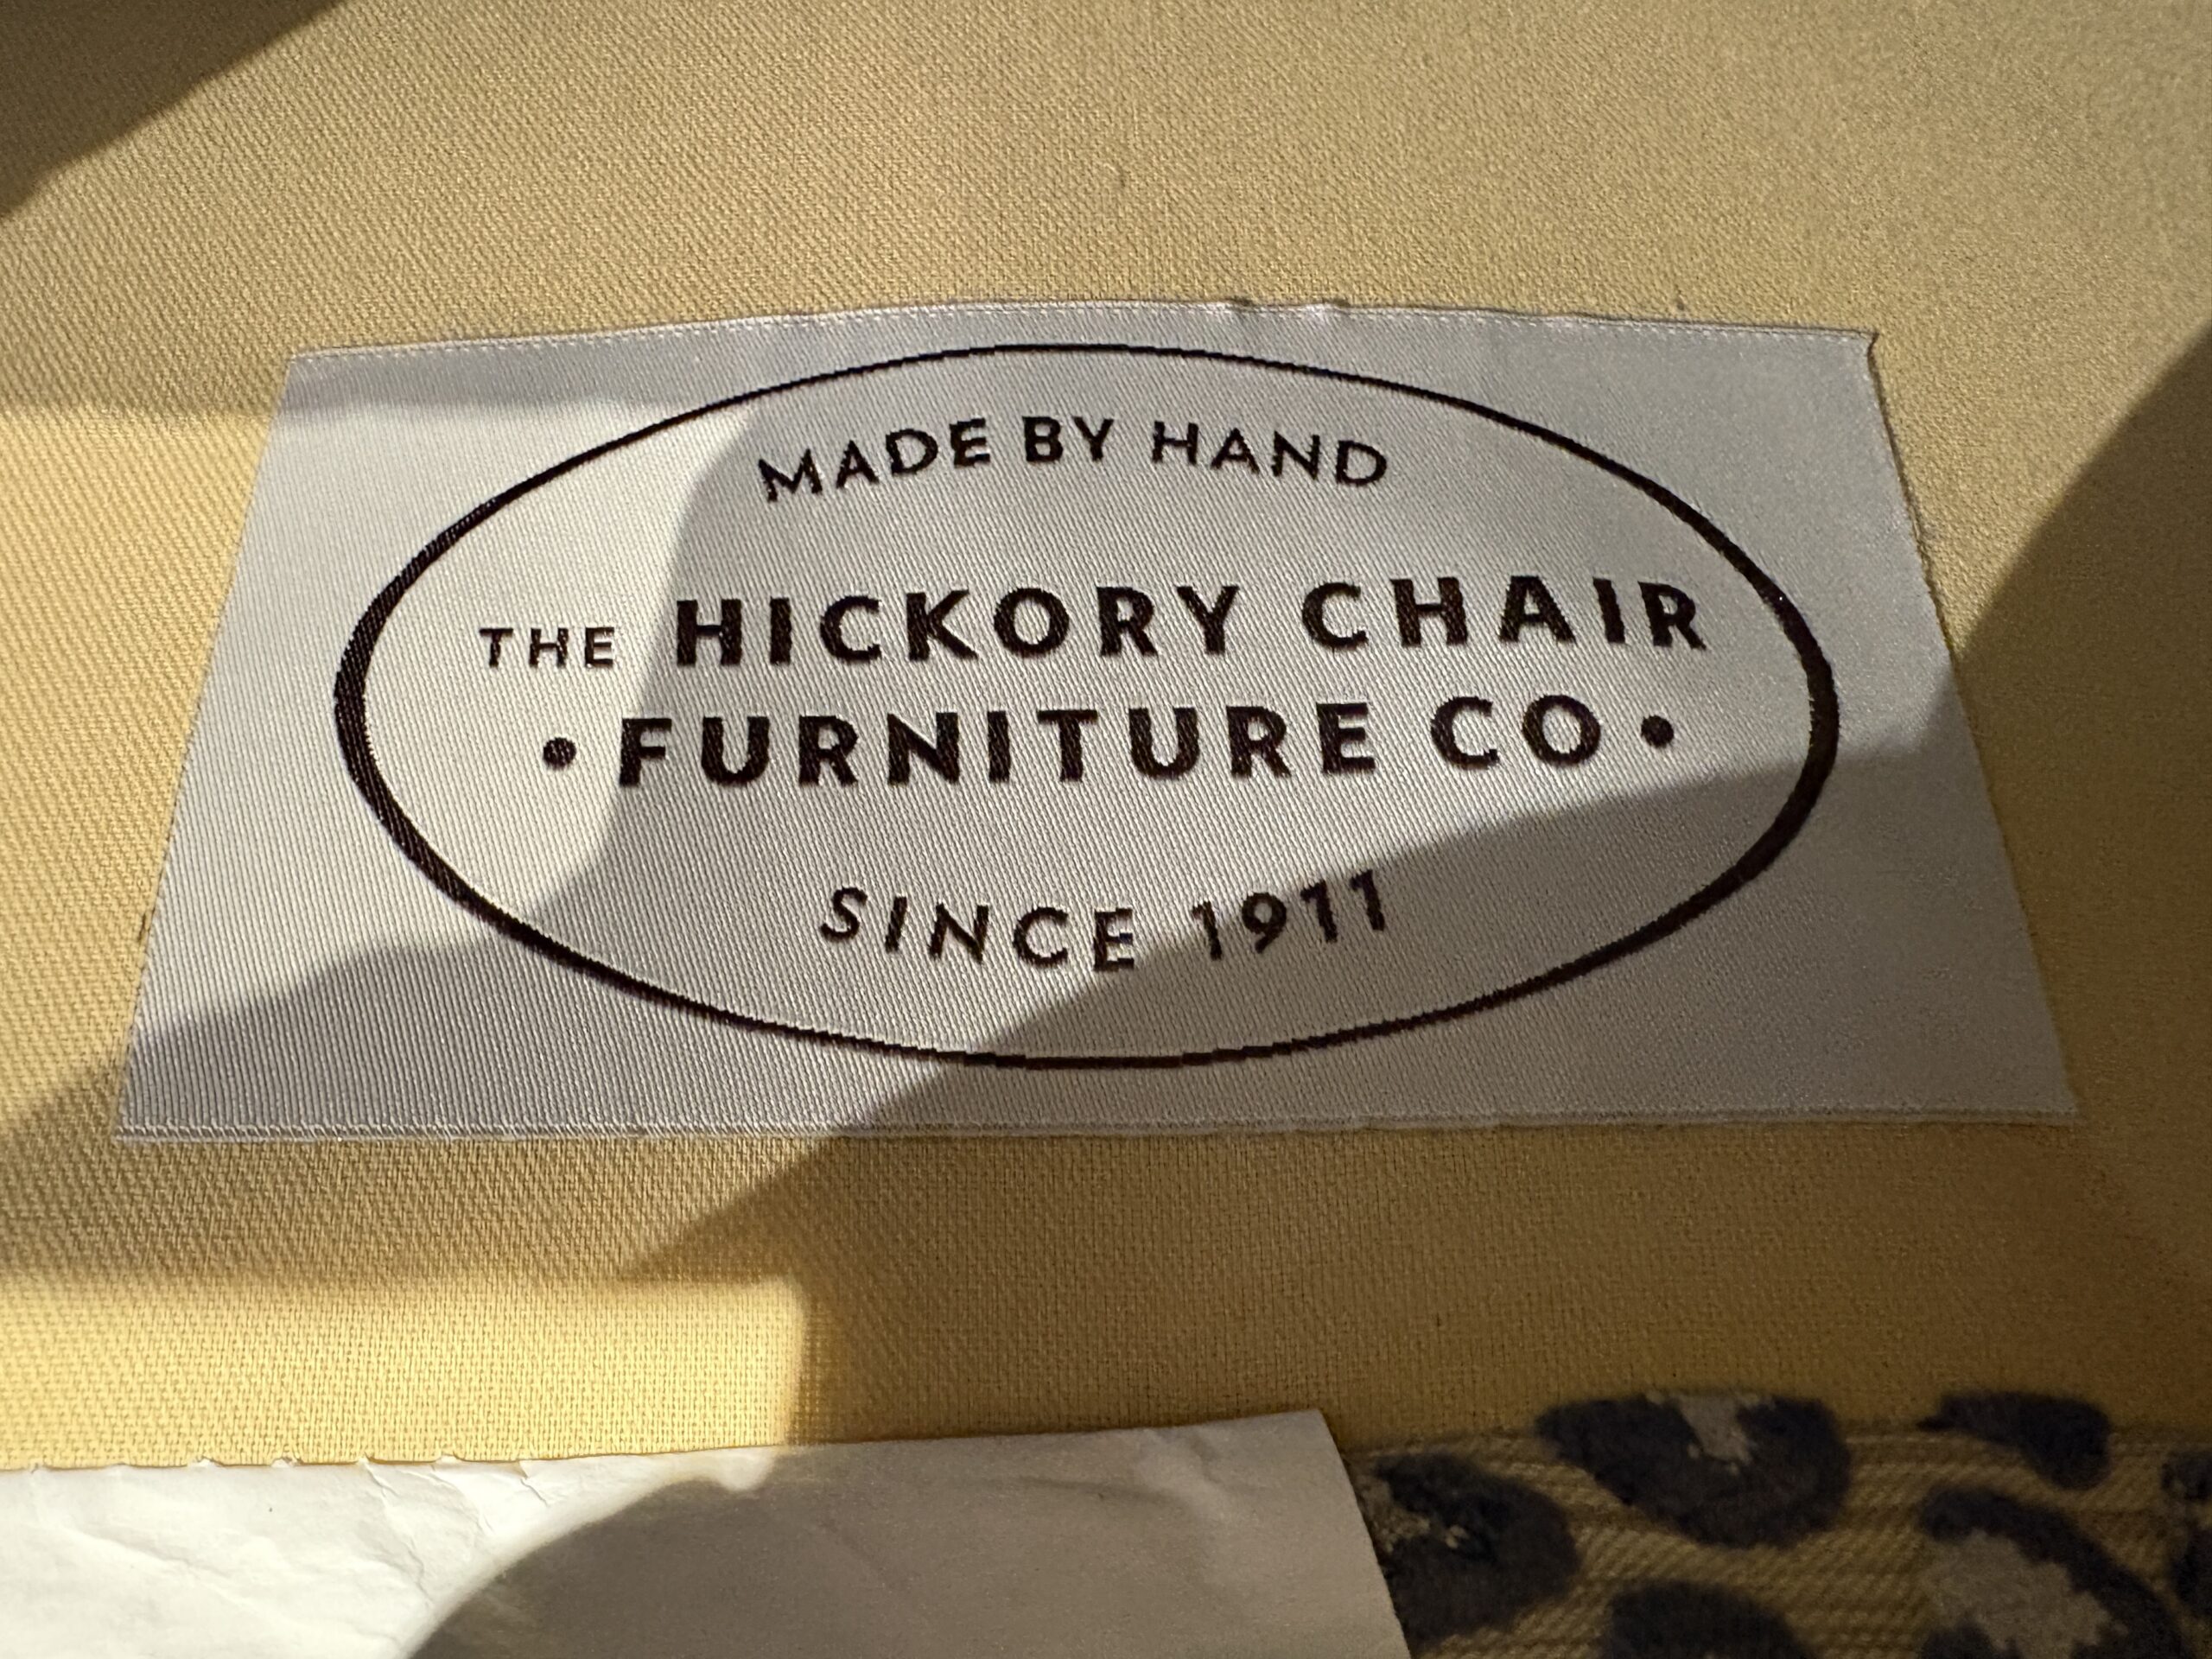 MADE BY HAND
THE HICKORY CHAIR
• FURNITURE CO •
SINCE 1911